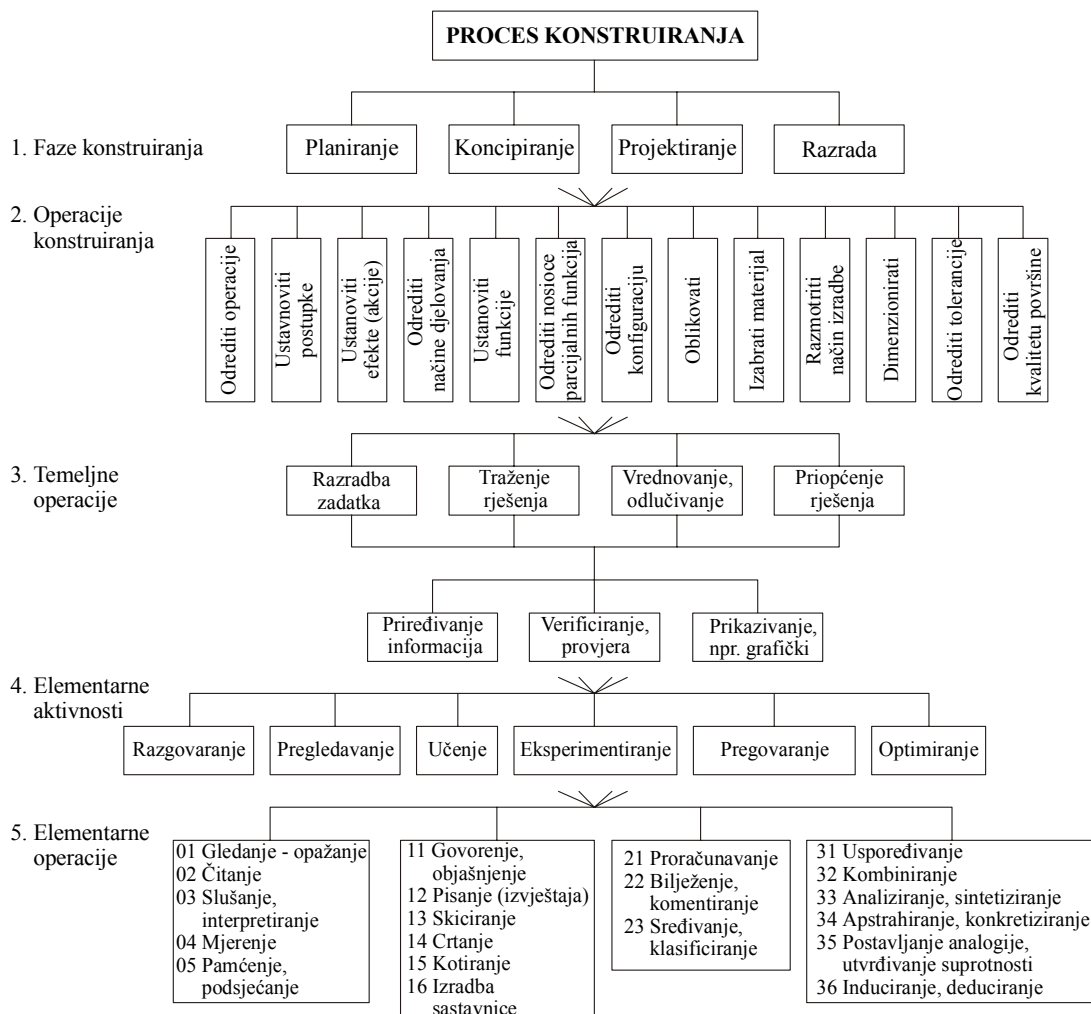 PROCES KONSTRUIRANJA
1. Faze konstruiranja
Planiranje
Koncipiranje
Projektiranje
Razrada
2. Operacije
konstruiranja
Odrediti operacije
Ustavnoviti
postupke
Ustanoviti
efekte (akcije)
Odrediti
načine djelovanja
Ustanoviti
funkcije
Odrediti nosioce
parcijalnih funkcija
Odrediti
konfiguraciju
Oblikovati
Izabrati materijal
Razmotriti
način izradbe
Dimenzionirati
Odrediti tolerancije
Odrediti
kvalitetu površine
3. Temeljne
operacije
Razradba
zadatka
Traženje
rješenja
Vrednovanje,
odlučivanje
Priopćenje
rješenja
Priređivanje
informacija
Verificiranje,
provjera
Prikazivanje,
npr. grafički
4. Elementarne
aktivnosti
Razgovaranje
Pregledavanje
Učenje
Eksperimentiranje
Pregovaranje
Optimiranje
5. Elementarne
operacije
01 Gledanje - opažanje
02 Čitanje
03 Slušanje,
interpretiranje
04 Mjerenje
05 Pamćenje,
podsjećanje
11 Govorenje,
objašnjenje
12 Pisanje (izvještaja)
13 Skiciranje
14 Crtanje
15 Kotiranje
16 Izradba
sastavnice
21 Proračunavanje
22 Bilježenje,
komentiranje
23 Sređivanje,
klasificiranje
31 Uspoređivanje
32 Kombiniranje
33 Analiziranje, sintetiziranje
34 Apstrahiranje, konkretiziranje
35 Postavljanje analogije,
utvrđivanje suprotnosti
36 Induciranje, deduciranje